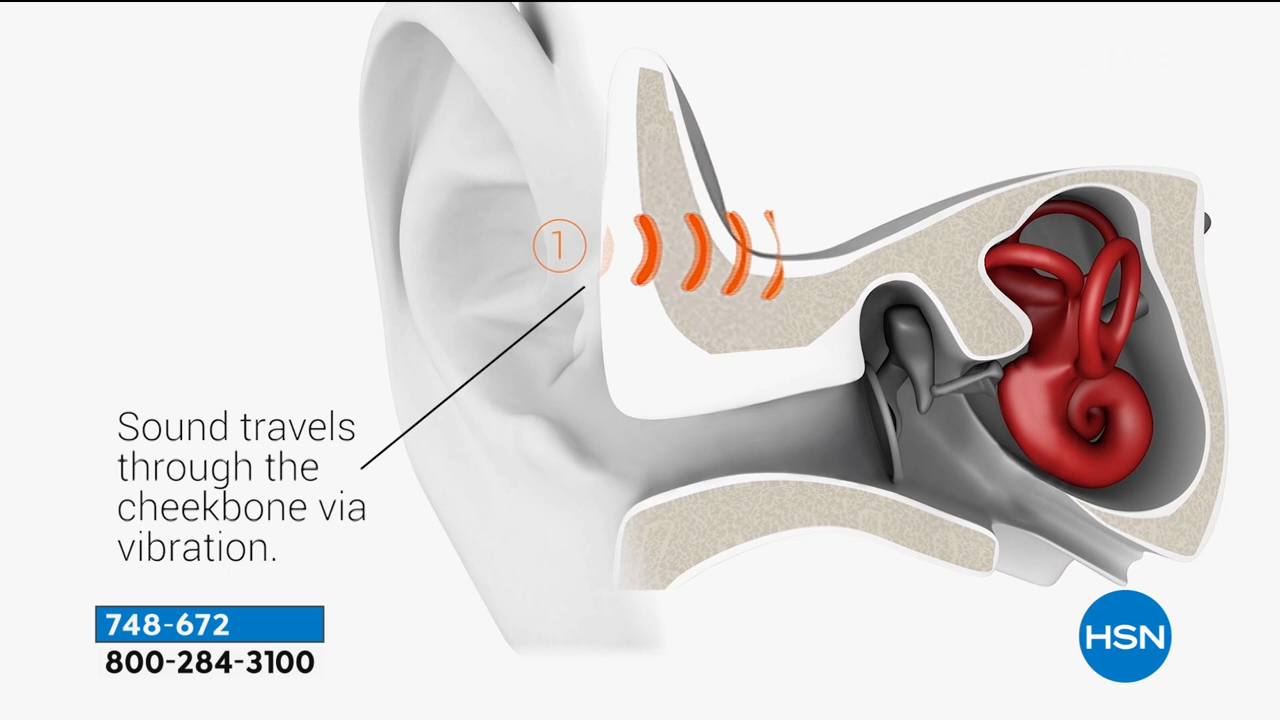 1
Sound travels
through the
cheekbone via
vibration.
748-672
800-284-3100
HSN